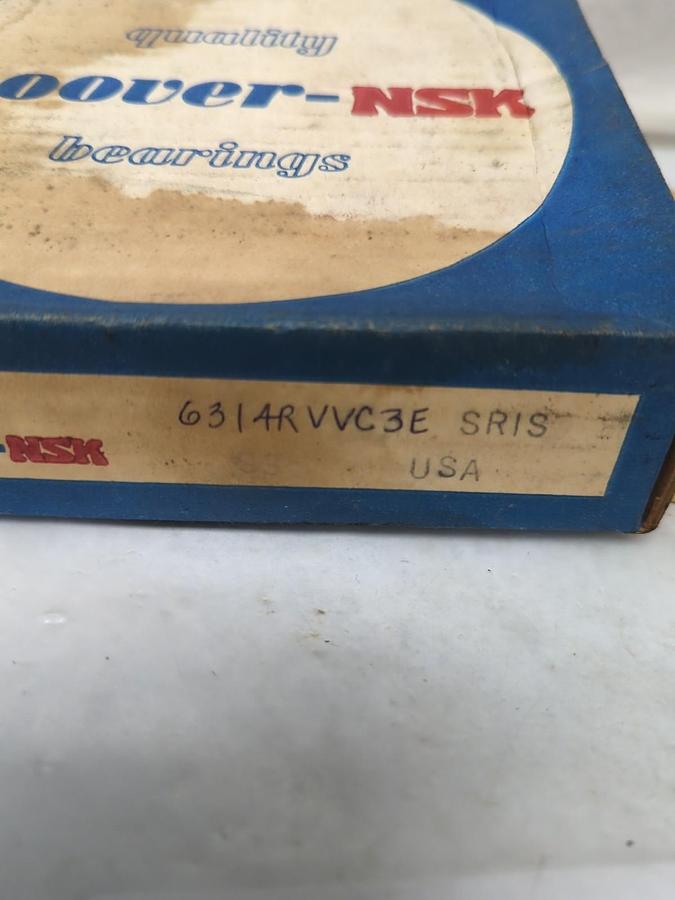 quality
oover-NSK
bearings
6314RVVC3E SRIS
-NSK
USA